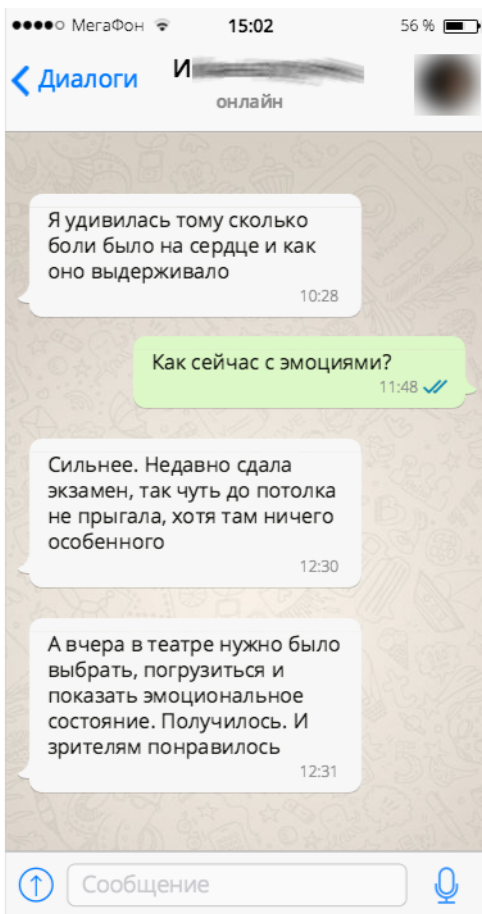 МегаФон 15:02 56 %
Диалоги И
онлайн
Я удивилась тому сколько
боли было на сердце и как
оно выдерживало
10:28
Как сейчас с эмоциями?
11:48
Сильнее. Недавно сдала
экзамен, так чуть до потолка
не прыгала, хотя там ничего
особенного
12:30
А вчера в театре нужно было
выбрать, погрузиться и
показать эмоциональное
состояние. Получилось. И
зрителям понравилось
12:31
Сообщение